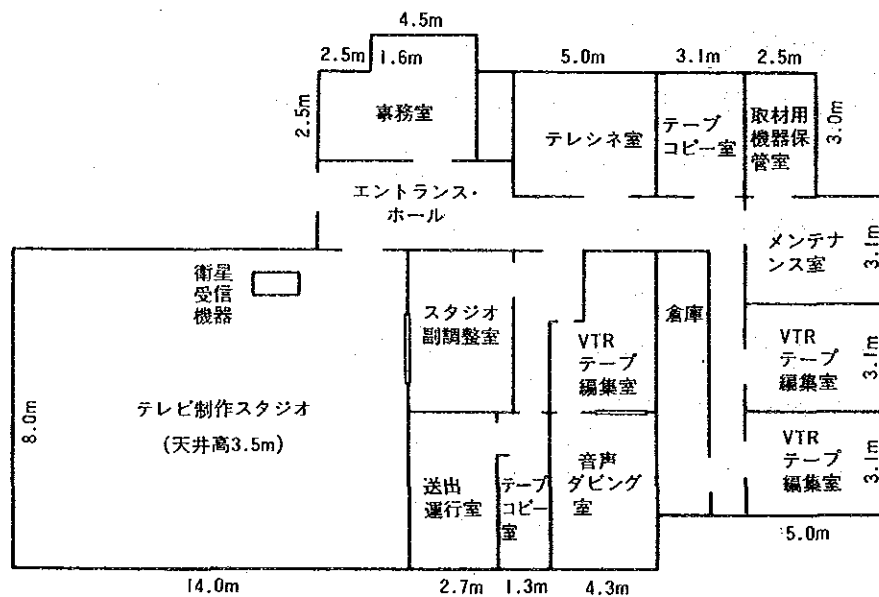 4.5m
2.5m
1.6m
5.0m
3.1m
2.5m
2.5m
事務室
テレシネ室
テープ
コピー室
取材用
機器保
管室
3.0m
エントランス・
ホール
メンテナ
ンス室
3.1m
衛星
受信
機器
スタジオ
副調整室
VTR
テープ
編集室
倉庫
VTR
テープ
編集室
3.1m
8.0m
テレビ制作スタジオ
(天井高3.5m)
送出
運行室
テープ
コピー
室
音声
ダビング
室
VTR
テープ
編集室
3.1m
5.0m
14.0m
2.7m
1.3m
4.3m